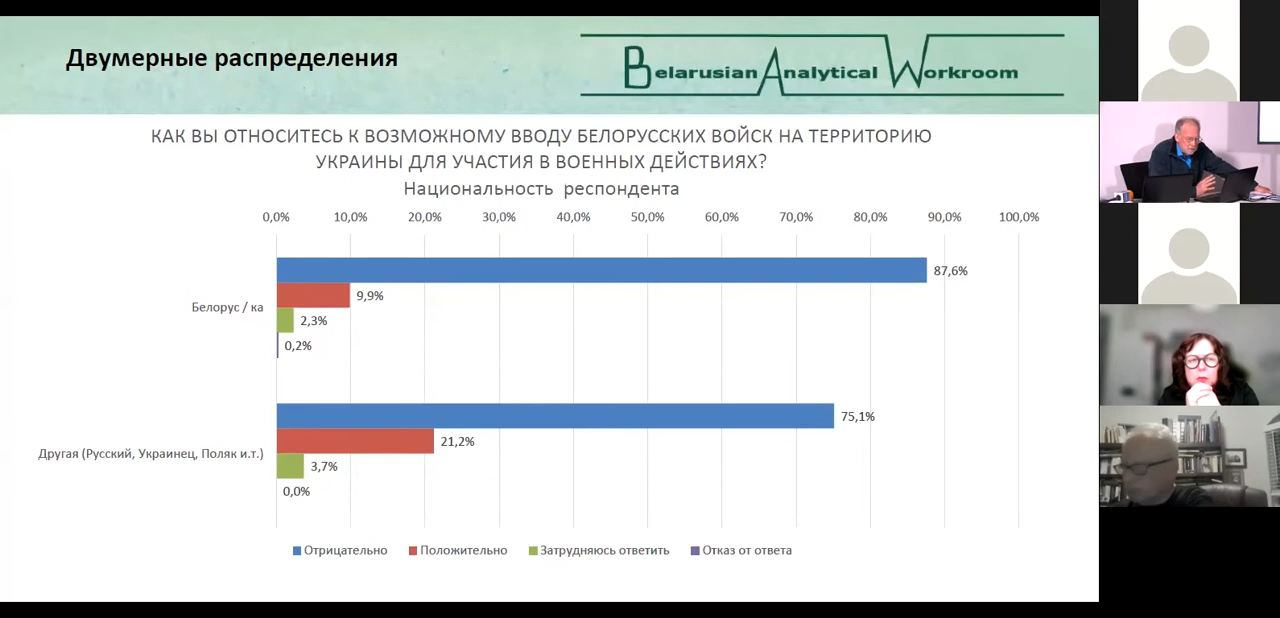 Двумерные распределения
Belarusian Analytical Workroom
КАК ВЫ ОТНОСИТЕСЬ К ВОЗМОЖНОМУ ВВОДУ БЕЛОРУССКИХ ВОЙСК НА ТЕРРИТОРИЮ
УКРАИНЫ ДЛЯ УЧАСТИЯ В ВОЕННЫХ ДЕЙСТВИЯХ?
Национальность респондента
0,0% 10,0% 20,0% 30,0% 40,0% 50,0% 60,0% 70,0% 80,0% 90,0% 100,0%
87,6%
9,9%
Белорус / ка
2,3%
0,2%
75,1%
21,2%
Другая (Русский, Украинец, Поляк и.т.)
3,7%
0,0%
Отрицательно Положительно Затрудняюсь ответить Отказ от ответа